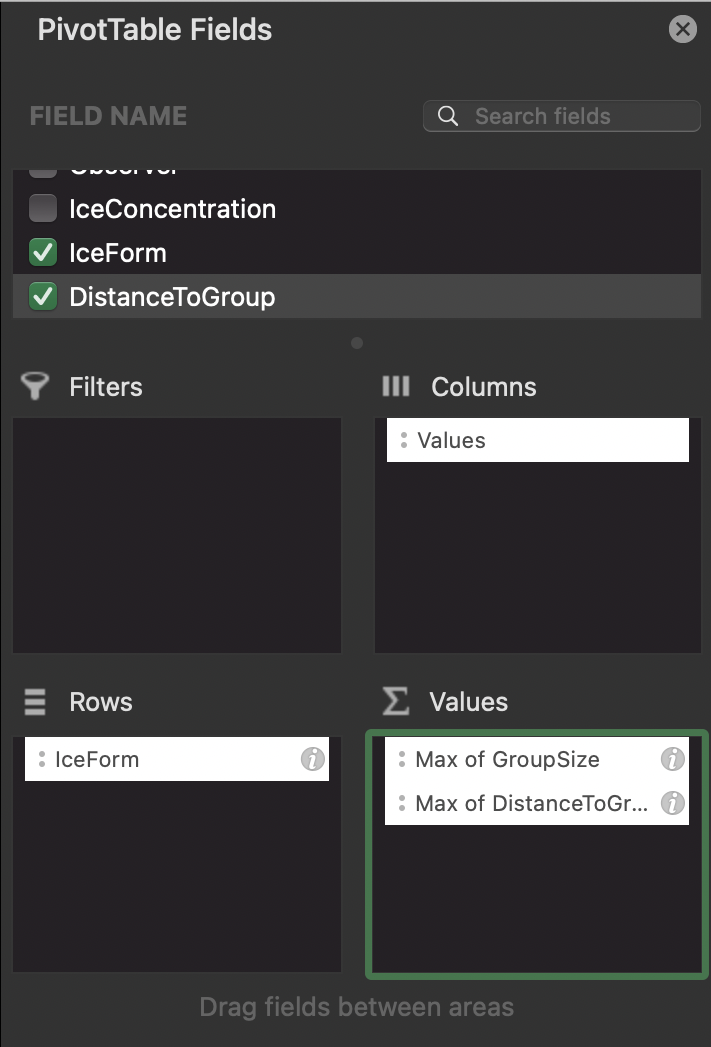 PivotTable Fields
FIELD NAME
Search fields
Observer
IceConcentration
IceForm
DistanceToGroup
Filters
Columns
Values
Rows
Values
IceForm
Max of GroupSize
Max of DistanceToGr...
Drag fields between areas